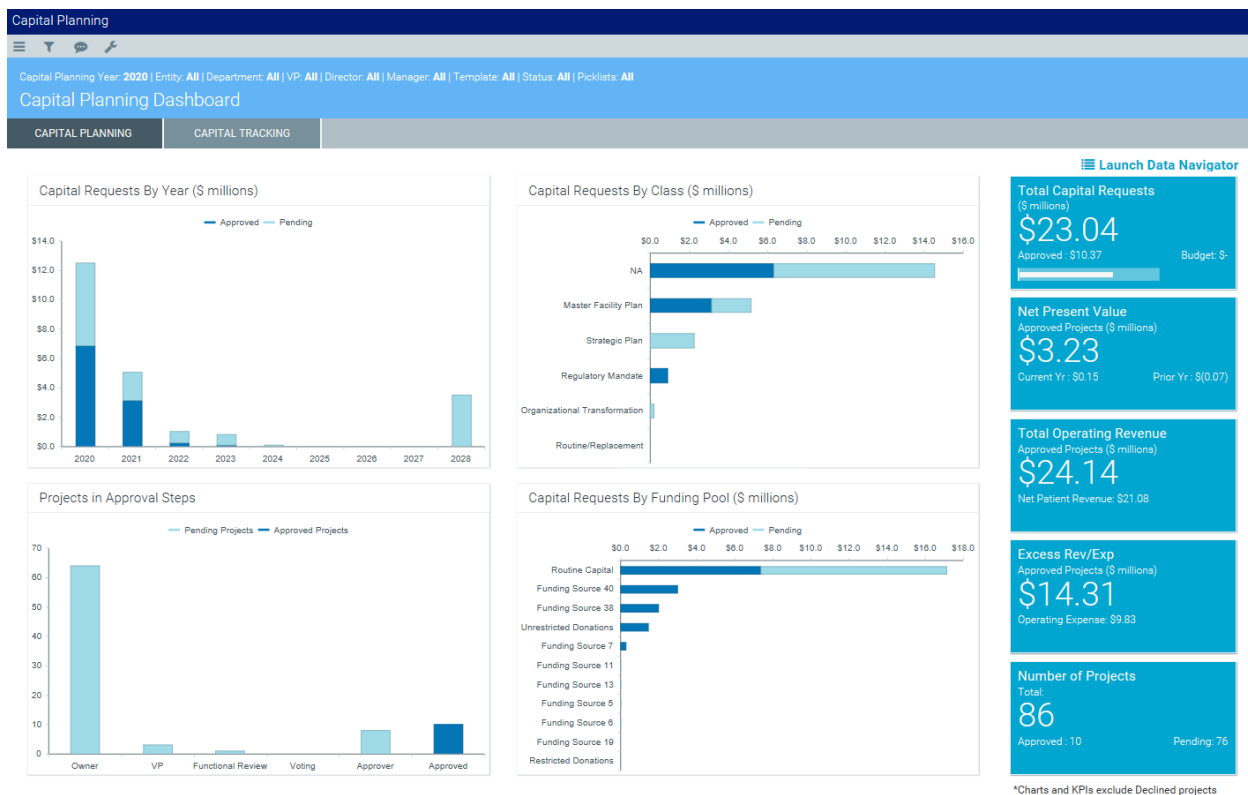 Capital Planning
Capital Planning Year: 2020 | Entity: All | Department: All | VP: All | Director: All | Manager: All | Template: All | Status: All | Picklists: All
Capital Planning Dashboard
CAPITAL PLANNING CAPITAL TRACKING
Launch Data Navigator
Capital Requests By Year ($ millions)
Approved Pending
$14.0
$12.0
$10.0
$8.0
$6.0
$4.0
$2.0
$0.0
2020 2021 2022 2023 2024 2025 2026 2027 2028
Capital Requests By Class ($ millions)
Approved Pending
$0.0 $2.0 $4.0 $6.0 $8.0 $10.0 $12.0 $14.0 $16.0
NA
Master Facility Plan
Strategic Plan
Regulatory Mandate
Organizational Transformation
Routine/Replacement
Projects in Approval Steps
Pending Projects Approved Projects
70
60
50
40
30
20
10
0
Owner VP Functional Review Voting Approver Approved
Capital Requests By Funding Pool ($ millions)
Approved Pending
$0.0 $2.0 $4.0 $6.0 $8.0 $10.0 $12.0 $14.0 $16.0 $18.0
Routine Capital
Funding Source 40
Funding Source 38
Unrestricted Donations
Funding Source 7
Funding Source 11
Funding Source 13
Funding Source 5
Funding Source 6
Funding Source 19
Restricted Donations
Total Capital Requests
($ millions)
$23.04
Approved : $10.37 Budget: $-
Net Present Value
Approved Projects ($ millions)
$3.23
Current Yr : $0.15 Prior Yr : $(0.07)
Total Operating Revenue
Approved Projects ($ millions)
$24.14
Net Patient Revenue: $21.08
Excess Rev/Exp
Approved Projects ($ millions)
$14.31
Operating Expense: $9.83
Number of Projects
Total:
86
Approved : 10 Pending: 76
*Charts and KPIs exclude Declined projects